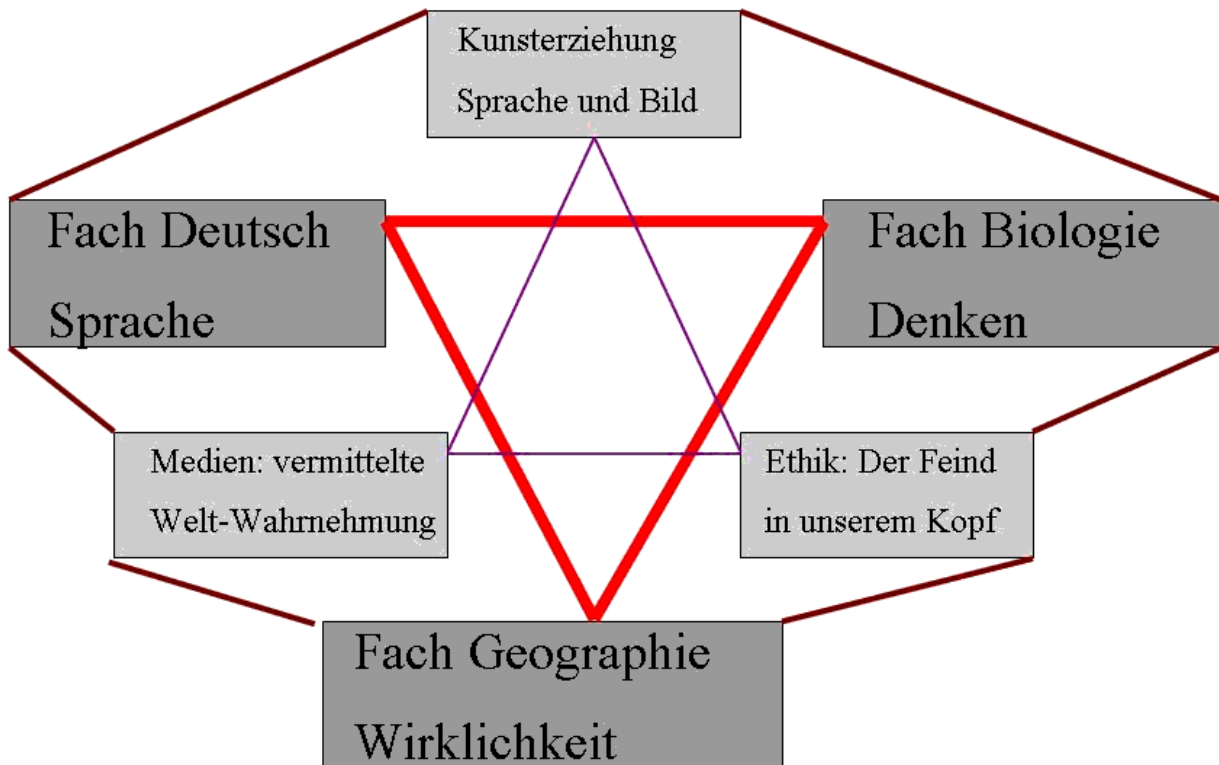 Kunsterziehung
Sprache und Bild
Fach Deutsch
Sprache
Fach Biologie
Denken
Medien: vermittelte
Welt-Wahrnehmung
Ethik: Der Feind
in unserem Kopf
Fach Geographie
Wirklichkeit